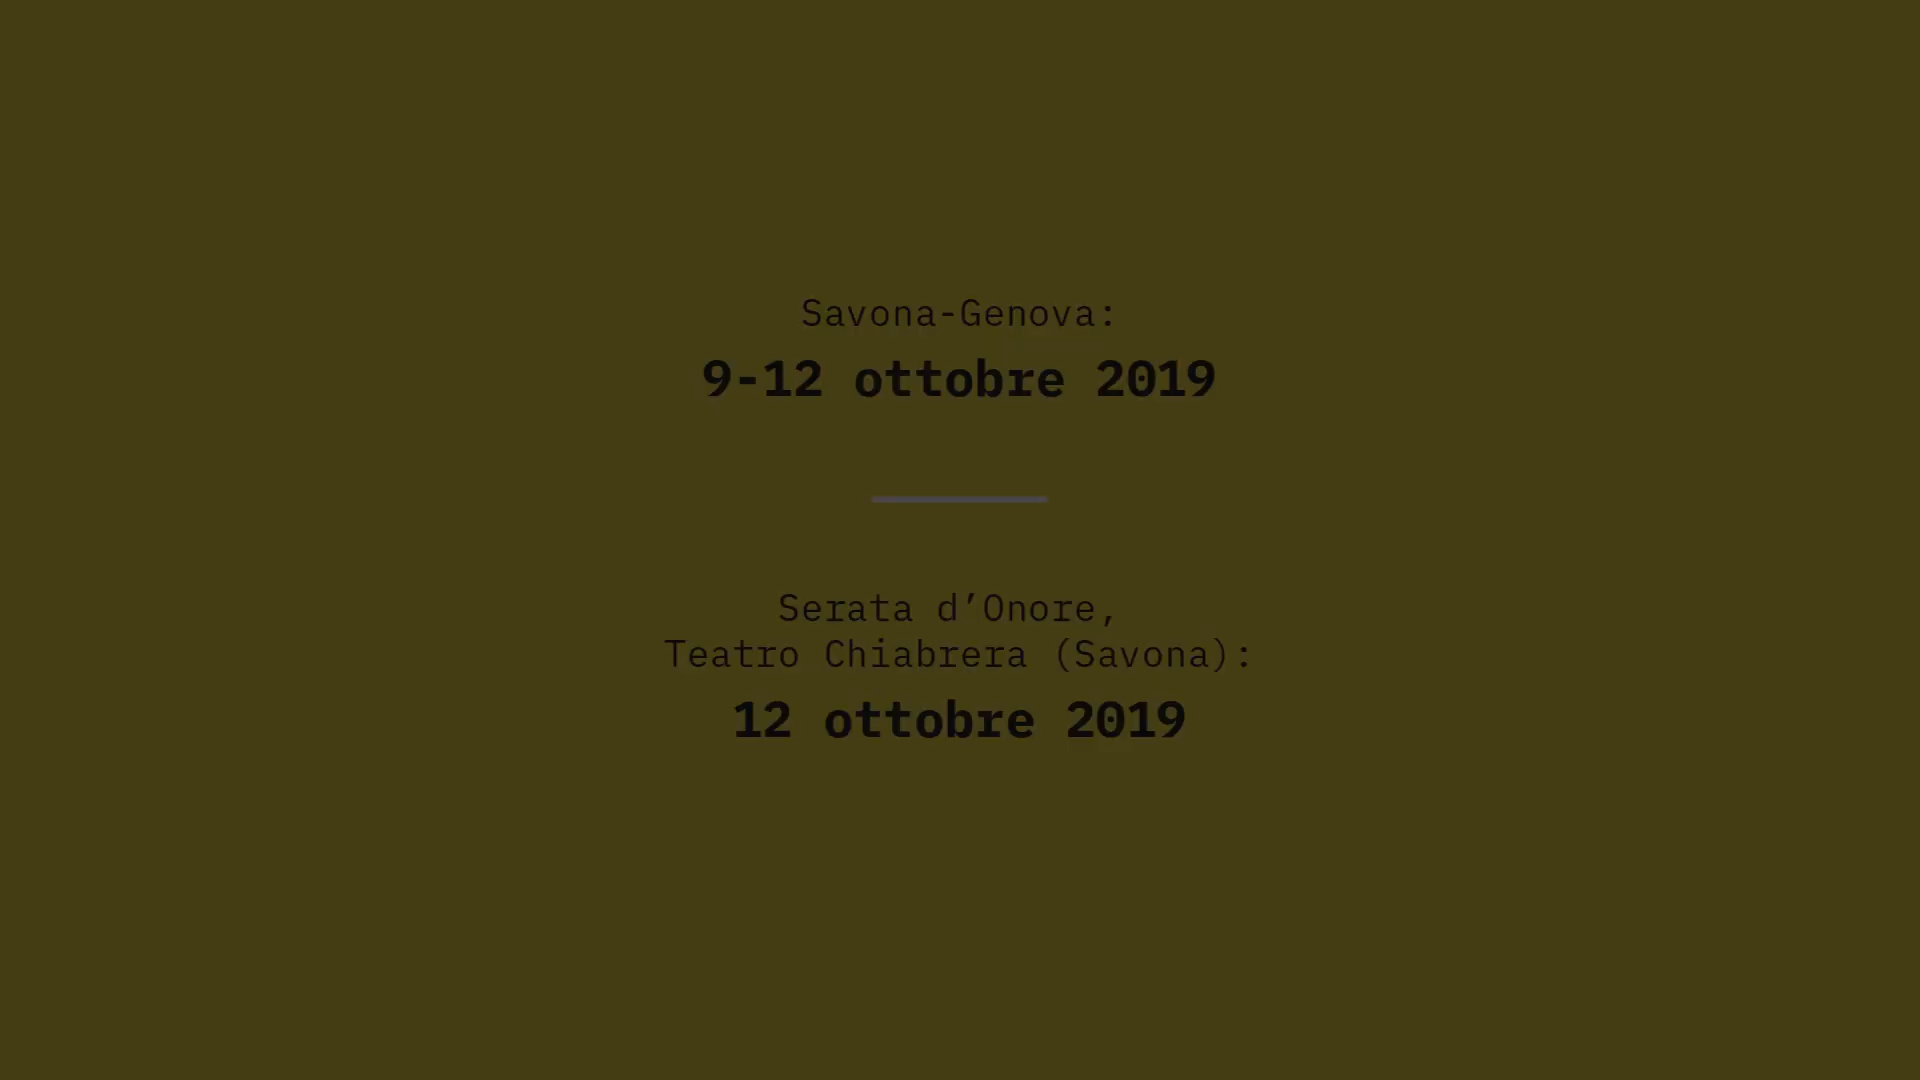 Savona-Genova:
9-12 ottobre 2019
Serata d’Onore,
Teatro Chiabrera (Savona):
12 ottobre 2019